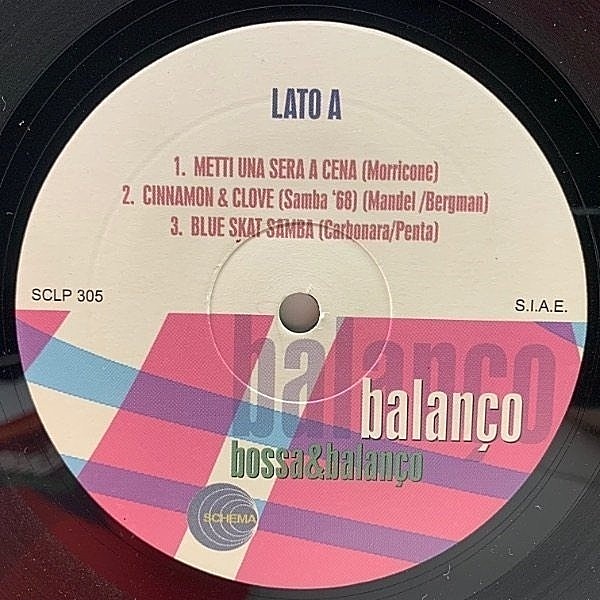 LATO A
1. METTI UNA SERA A CENA (Morricone)
2. CINNAMON & CLOVE (Samba '68) (Mandel /Bergman)
3. BLUE SKAT SAMBA (Carbonara/Penta)
SCLP 305
S.I.A.E.
balanço
balanço
bossa&balanço
SCHEMA